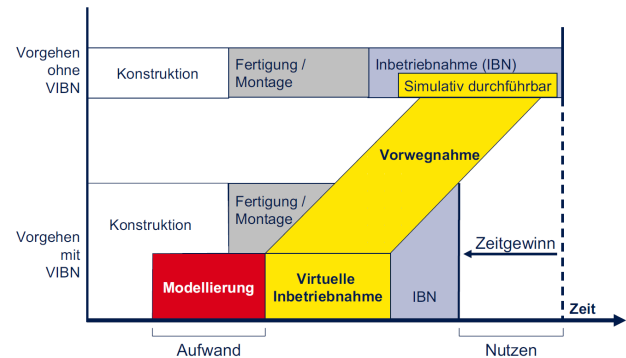 Vorgehen
ohne
VIBN
Konstruktion
Fertigung /
Montage
Inbetriebnahme (IBN)
Simulativ durchführbar
Vorwegnahme
Vorgehen
mit
VIBN
Konstruktion
Fertigung /
Montage
Zeitgewinn
Modellierung
Virtuelle
Inbetriebnahme
IBN
Zeit
Aufwand
Nutzen